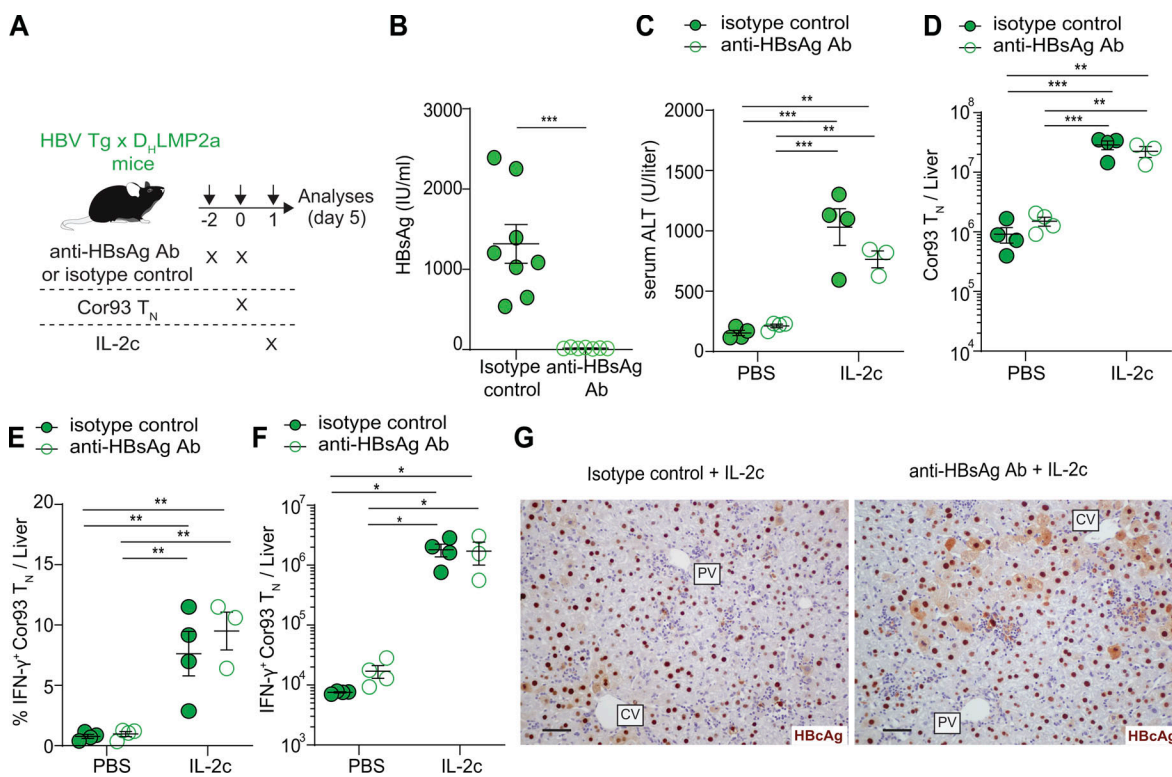 A
HBV Tg x DHLMP2a
mice
-2 0 1
Analyses
(day 5)
anti-HBsAg Ab
or isotype control
X X
Cor93 TN
X
IL-2c
X
B
HBsAg (IU/ml)
3000
2000
1000
0
***
Isotype
control
anti-HBsAg
Ab
C
isotype control
anti-HBsAg Ab
serum ALT (U/liter)
2000
1500
1000
500
0
**
***
**
***
PBS
IL-2c
D
isotype control
anti-HBsAg Ab
Cor93 TN / Liver
10^8
10^7
10^6
10^5
10^4
**
***
**
***
PBS
IL-2c
E
isotype control
anti-HBsAg Ab
% IFN-γ+ Cor93 TN / Liver
20
15
10
5
0
**
**
**
**
PBS
IL-2c
F
isotype control
anti-HBsAg Ab
IFN-γ+ Cor93 TN / Liver
10^7
10^6
10^5
10^4
10^3
*
*
*
*
PBS
IL-2c
G
Isotype control + IL-2c
PV
CV
HBcAg
anti-HBsAg Ab + IL-2c
CV
PV
HBcAg